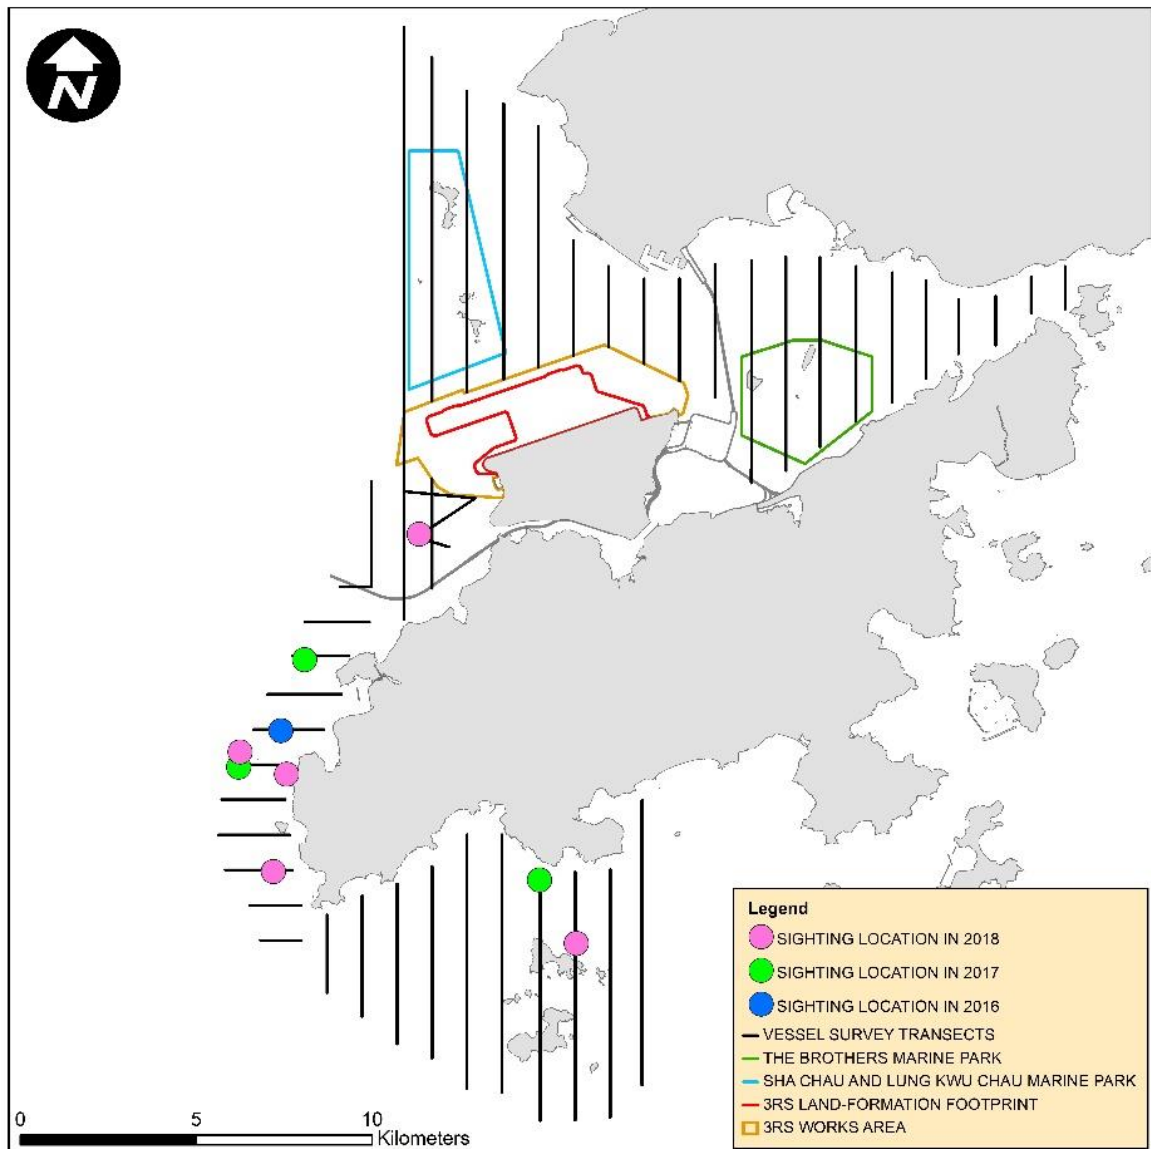 N
Legend
SIGHTING LOCATION IN 2018
SIGHTING LOCATION IN 2017
SIGHTING LOCATION IN 2016
VESSEL SURVEY TRANSECTS
THE BROTHERS MARINE PARK
SHA CHAU AND LUNG KWU CHAU MARINE PARK
3RS LAND-FORMATION FOOTPRINT
3RS WORKS AREA
0 5 10
Kilometers